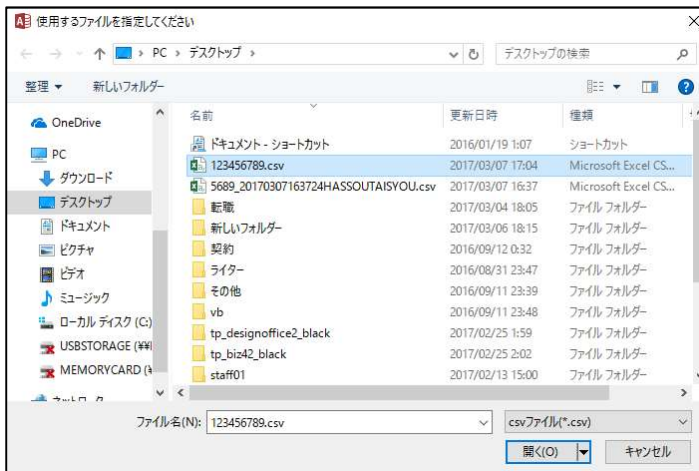 使用するファイルを指定してください
PC > デスクトップ >
デスクトップの検索
整理 新しいフォルダー
名前 更新日時 種類
OneDrive
PC
ダウンロード
デスクトップ
ドキュメント
ピクチャ
ビデオ
ミュージック
ローカル ディスク (C:)
USBSTORAGE (¥¥
MEMORYCARD (¥
ドキュメント - ショートカット 2016/01/19 1:07 ショートカット
123456789.csv 2017/03/07 17:04 Microsoft Excel CS...
5689_20170307163724HASSOUTAISYOU.csv 2017/03/07 16:37 Microsoft Excel CS...
転職 2017/03/04 18:05 ファイル フォルダー
新しいフォルダー 2017/03/06 18:15 ファイル フォルダー
契約 2016/09/12 0:32 ファイル フォルダー
ライター 2016/08/31 23:47 ファイル フォルダー
その他 2016/09/11 23:39 ファイル フォルダー
vb 2016/09/11 23:48 ファイル フォルダー
tp_designoffice2_black 2017/02/25 1:59 ファイル フォルダー
tp_biz42_black 2017/02/25 2:02 ファイル フォルダー
staff01 2017/02/13 15:00 ファイル フォルダー
ファイル名(N): 123456789.csv csvファイル(*.csv)
開く(O) キャンセル